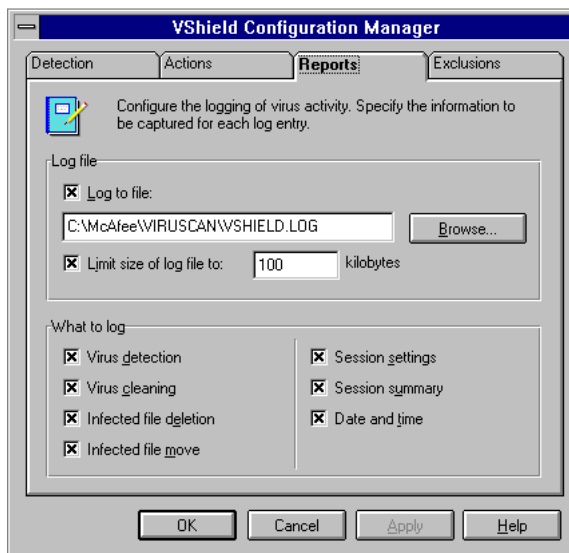 VShield Configuration Manager
Detection Actions Reports Exclusions
Configure the logging of virus activity. Specify the information to
be captured for each log entry.
Log file
Log to file:
C:\McAfee\VIRUSCAN\VSHIELD.LOG Browse...
Limit size of log file to: 100 kilobytes
What to log
Virus detection
Virus cleaning
Infected file deletion
Infected file move
Session settings
Session summary
Date and time
OK Cancel Apply Help